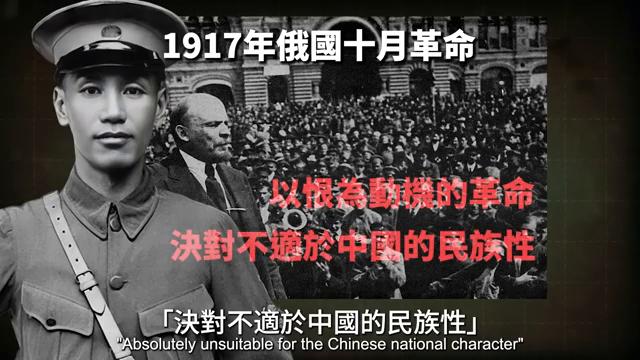 1917年俄國十月革命
以恨為動機的革命
決對不適於中國的民族性
「決對不適於中國的民族性」
"Absolutely unsuitable for the Chinese national character"